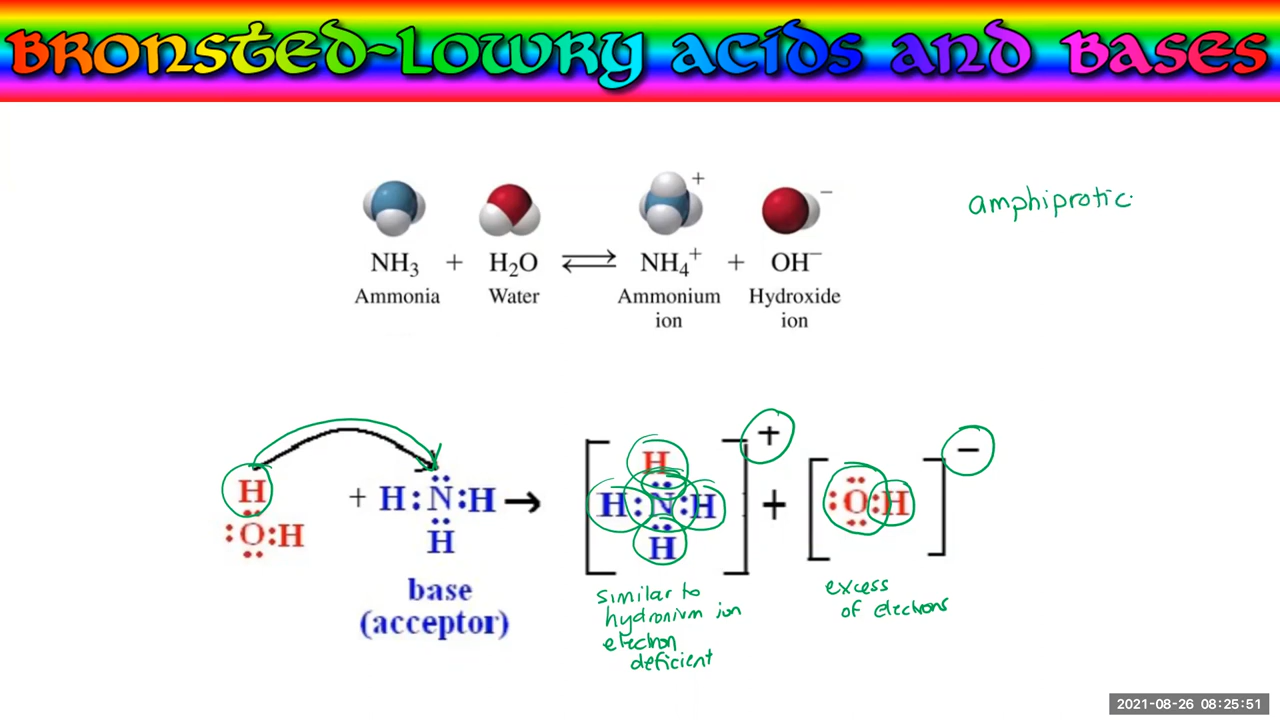 Bronsted-Lowry Acids and Bases
+
−
amphiprotic
NH₃ + H₂O ⇌ NH₄⁺ + OH⁻
Ammonia Water Ammonium ion Hydroxide ion
H
:O:H
+ H:N:H
H
→
[H
H:N:H
H]
+
+
[:O:H]
−
base
(acceptor)
similar to
hydronium ion
electron
deficient
excess
of electrons
2021-08-26 08:25:51